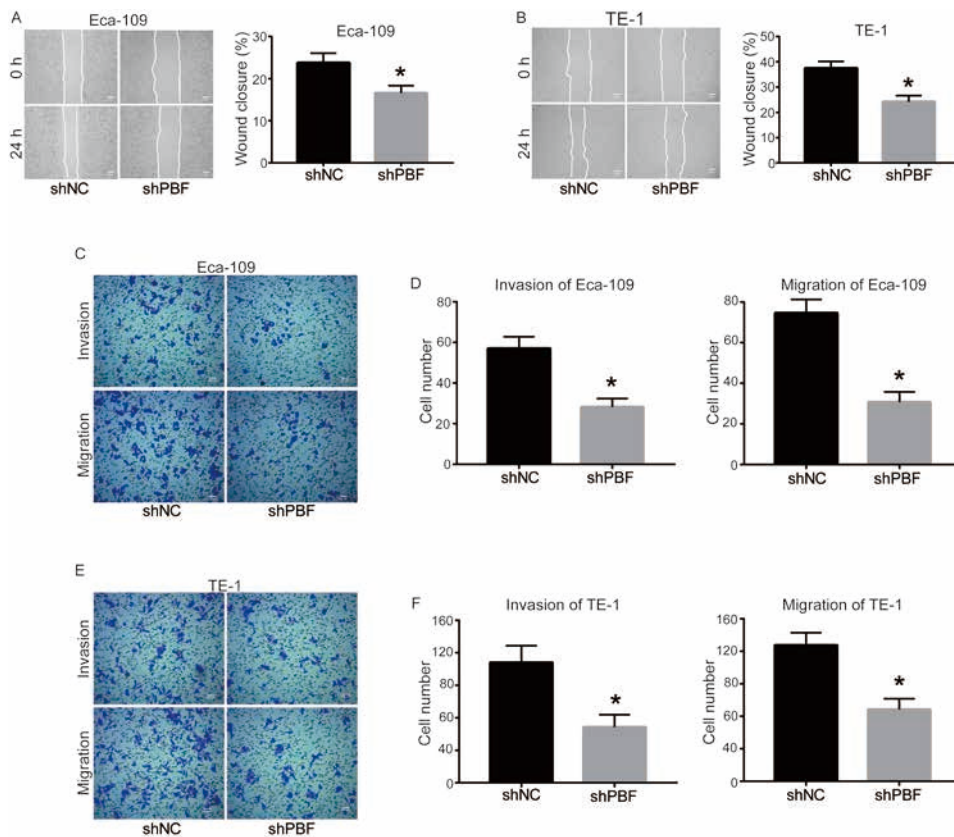 A
Eca-109
0 h
24 h
shNC
shPBF
Eca-109
Wound closure (%)
30
20
10
0
*
shNC
shPBF
B
TE-1
0 h
24 h
shNC
shPBF
TE-1
Wound closure (%)
50
40
30
20
10
0
*
shNC
shPBF
C
Eca-109
Invasion
Migration
shNC
shPBF
D
Invasion of Eca-109
Cell number
80
60
40
20
0
*
shNC
shPBF
Migration of Eca-109
Cell number
80
60
40
20
0
*
shNC
shPBF
E
TE-1
Invasion
Migration
shNC
shPBF
F
Invasion of TE-1
Cell number
160
120
80
60
40
0
*
shNC
shPBF
Migration of TE-1
Cell number
160
120
80
60
40
0
*
shNC
shPBF